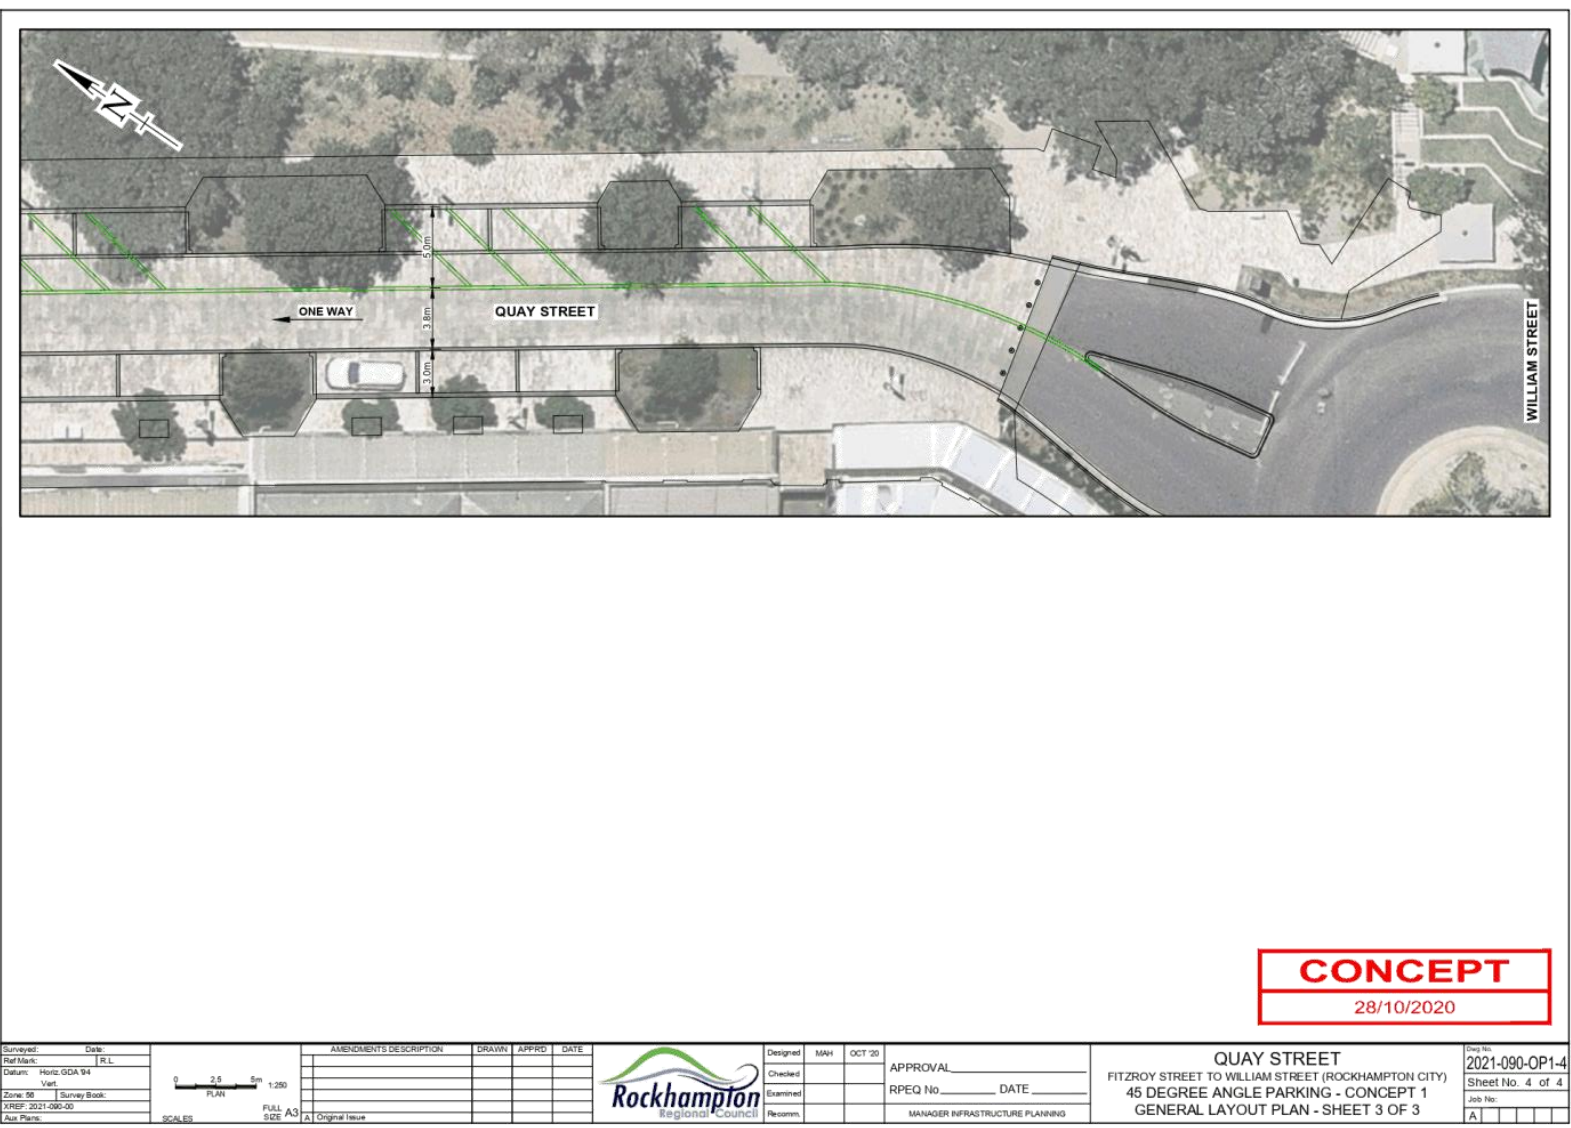 N
5.0m
ONE WAY
QUAY STREET
3.8m
3.0m
WILLIAM STREET
CONCEPT
28/10/2020
Surveyed: Date:
Ref Mark: R.L.
Datum: Horiz. GDA '94
Vert.
Zone: 56 Survey Book:
XREF: 2021-090-00
Aux Plans:
0 2.5 5m 1:250
PLAN
SCALES
FULL SIZE A3
AMENDMENTS DESCRIPTION DRAWN APPR'D DATE
A Original Issue
Rockhampton
Regional Council
Designed MAH OCT '20
Checked
Examined
Recomm.
APPROVAL
RPEQ No. DATE
MANAGER INFRASTRUCTURE PLANNING
QUAY STREET
FITZROY STREET TO WILLIAM STREET (ROCKHAMPTON CITY)
45 DEGREE ANGLE PARKING - CONCEPT 1
GENERAL LAYOUT PLAN - SHEET 3 OF 3
Dwg No.
2021-090-OP1-4
Sheet No. 4 of 4
Job No:
A